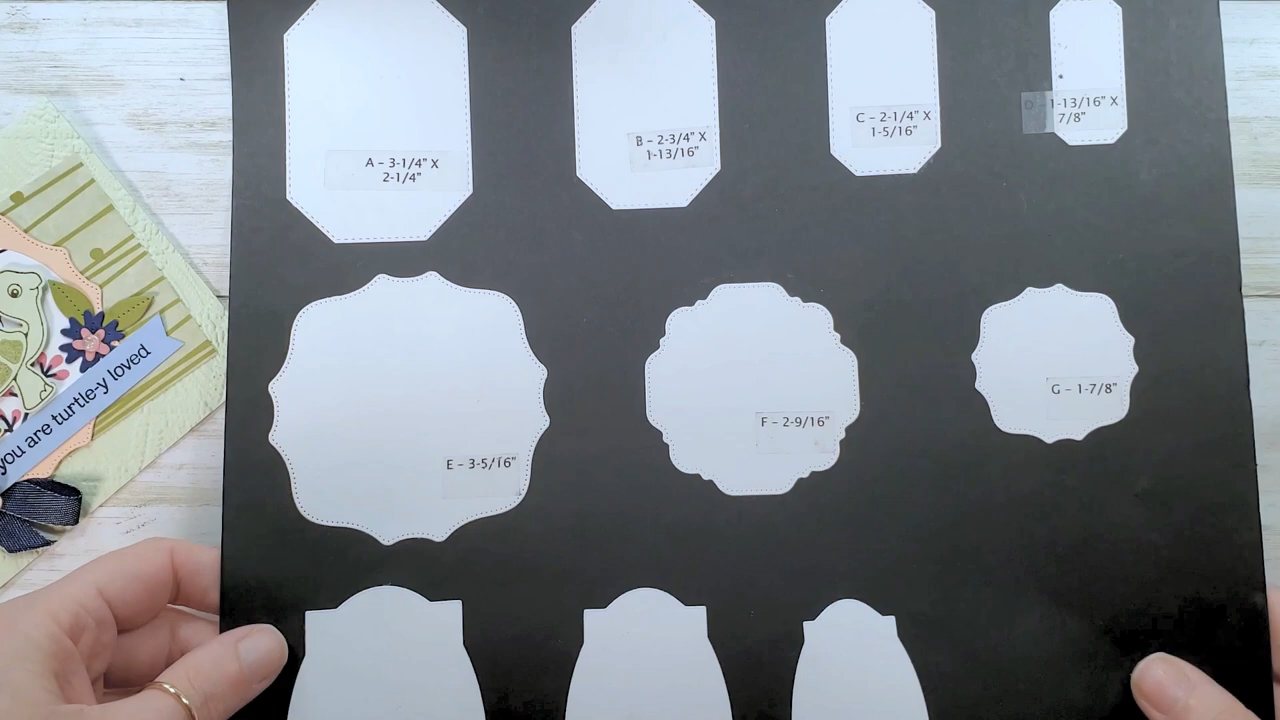 A – 3-1/4" X
2-1/4"
B – 2-3/4" X
1-13/16"
C – 2-1/4" X
1-5/16"
D – 1-13/16" X
7/8"
E – 3-5/16"
F – 2-9/16"
G – 1-7/8"
you are turtle-y loved